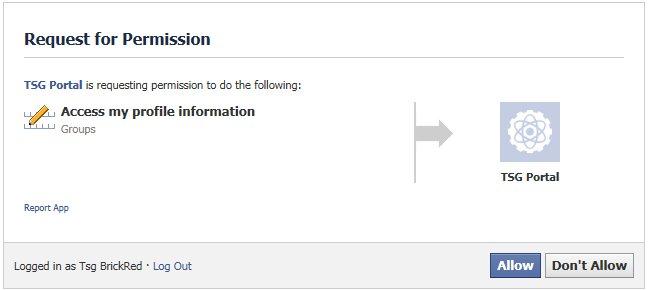 Request for Permission
TSG Portal is requesting permission to do the following:
Access my profile information
Groups
TSG Portal
Report App
Logged in as Tsg BrickRed · Log Out
Allow
Don't Allow